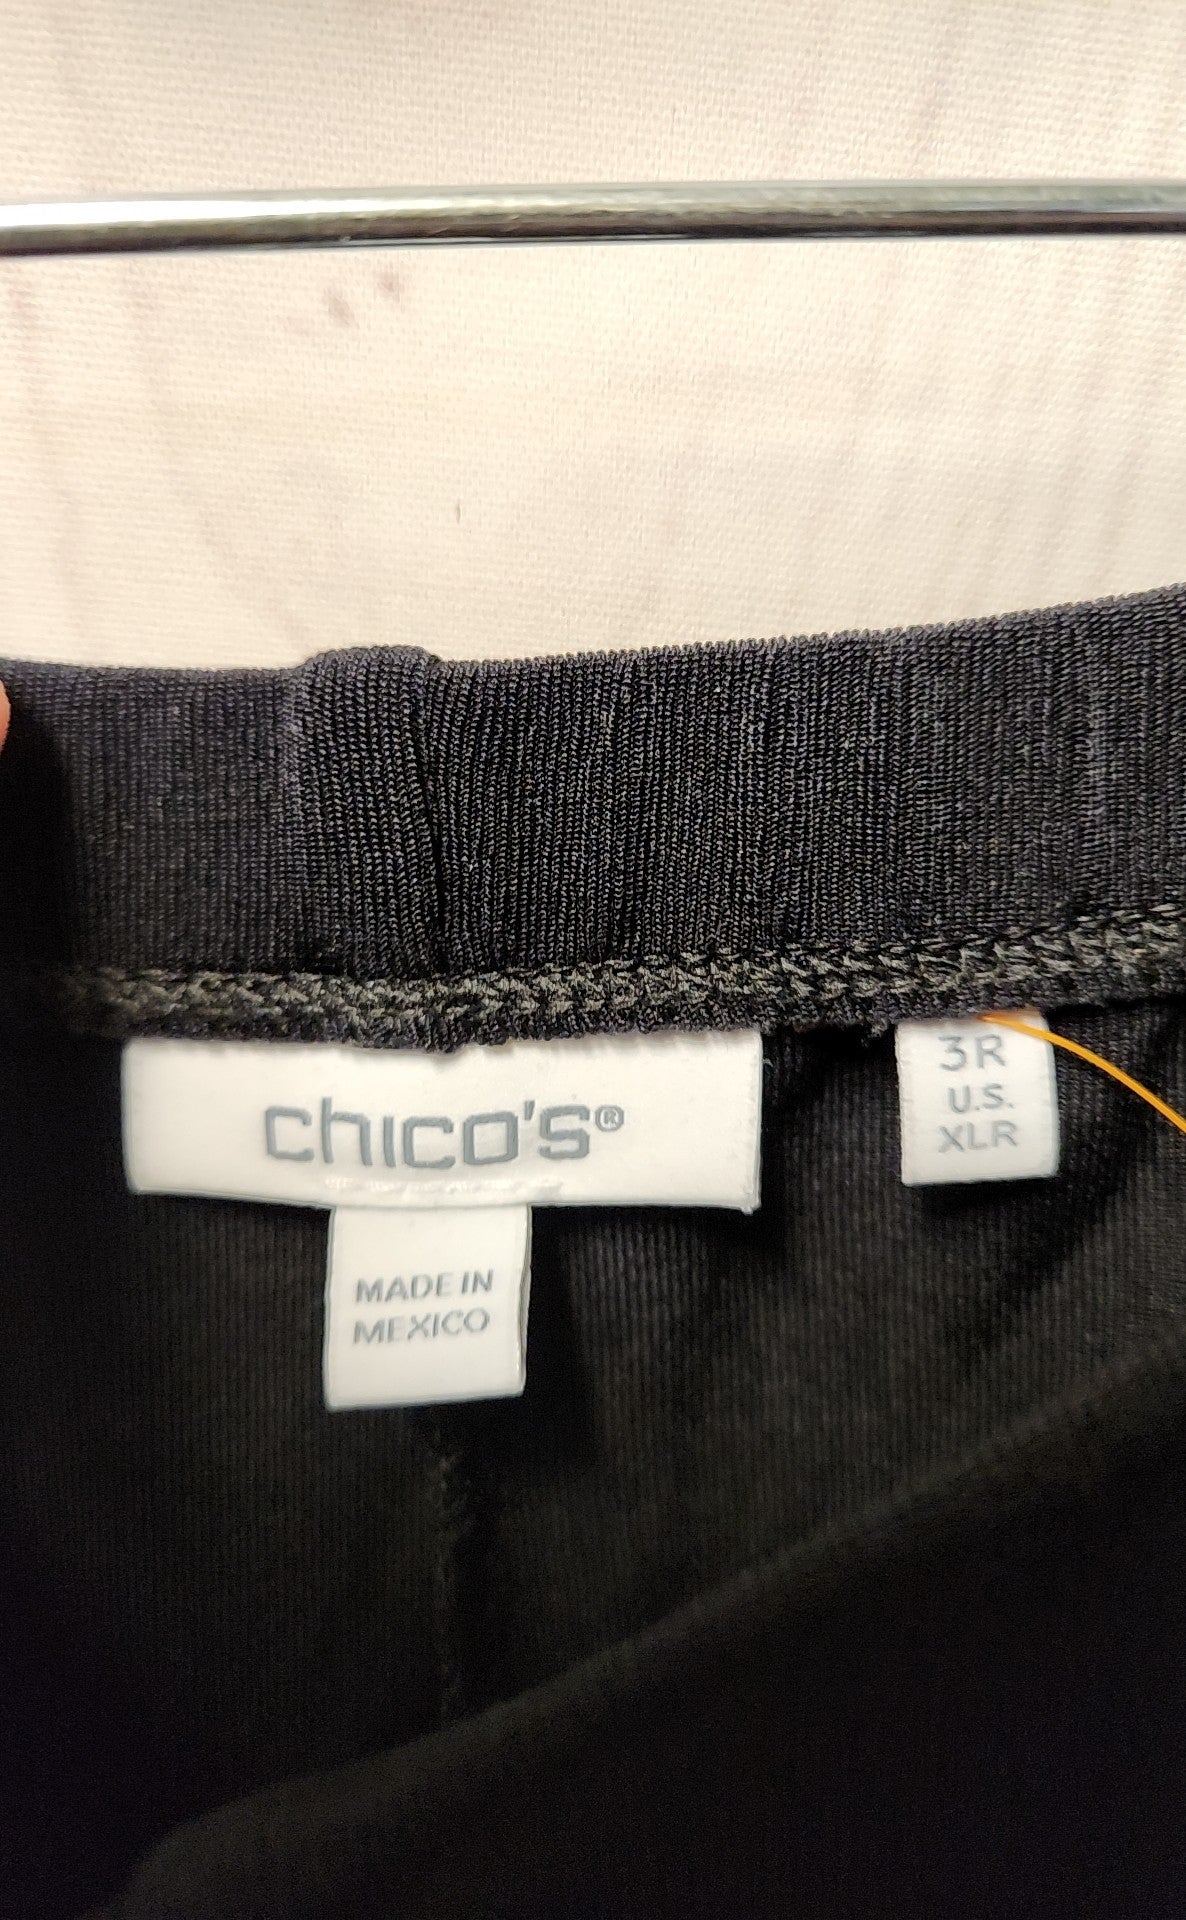 chico's®
MADE IN
MEXICO
3R
U.S.
XLR